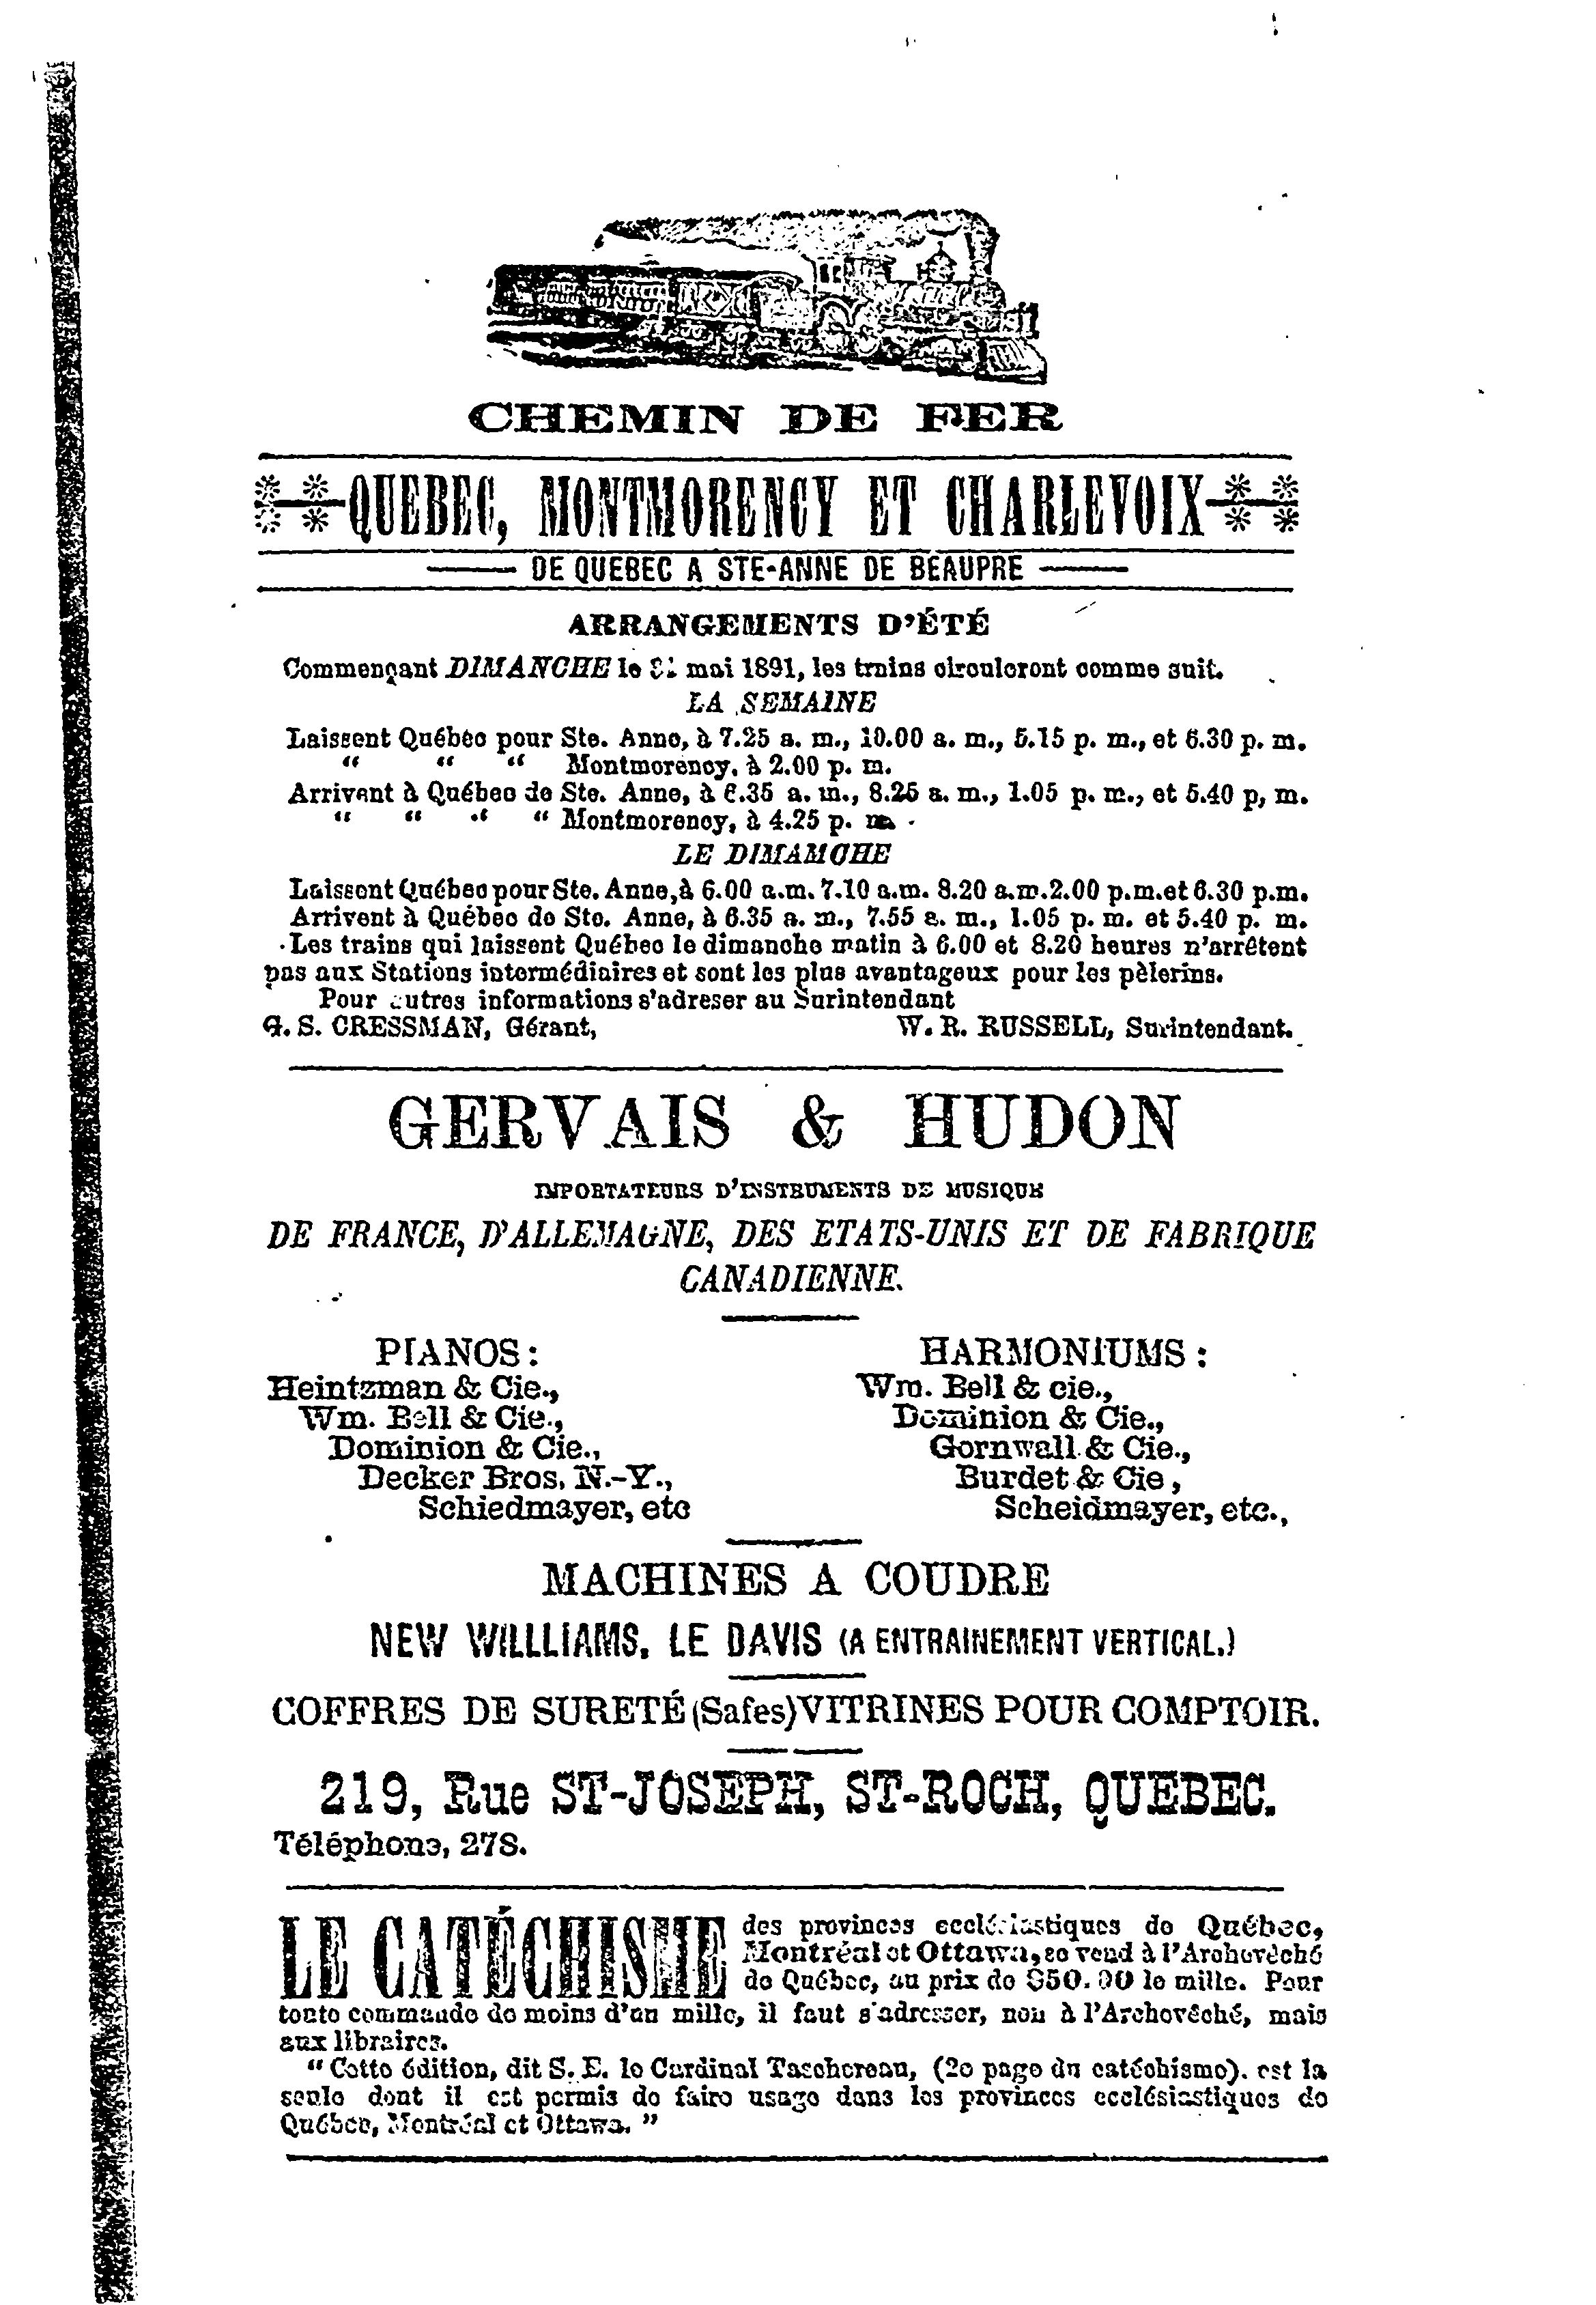 CHEMIN DE FER
QUEBEC, MONTMORENCY ET CHARLEVOIX
DE QUEBEC A STE-ANNE DE BEAUPRE
ARRANGEMENTS D'ÉTÉ
Commençant DIMANCHE le mai 1891, les trains circuleront comme suit.
LA SEMAINE
Laissent Québec pour Ste. Anne, à 7.25 a. m., 10.00 a. m., 5.15 p. m., et 6.30 p. m.
" " " Montmorency, à 2.00 p. m.
Arrivent à Québec de Ste. Anne, à 6.35 a. m., 8.25 a. m., 1.05 p. m., et 5.40 p, m.
" " " " Montmorency, à 4.25 p. m.
LE DIMAMCHE
Laissent Québec pour Ste. Anne, à 6.00 a.m. 7.10 a.m. 8.20 a.m. 2.00 p.m. et 6.30 p.m.
Arrivent à Québec de Ste. Anne, à 6.35 a. m., 7.55 a. m., 1.05 p. m. et 5.40 p. m.
Les trains qui laissent Québec le dimanche matin à 6.00 et 8.20 heures n'arrêtent
pas aux Stations intermédiaires et sont les plus avantageux pour les pèlerins.
Pour autres informations s'adreser au Surintendant
G. S. CRESSMAN, Gérant, W. R. RUSSELL, Surintendant.
GERVAIS & HUDON
IMPORTATEURS D'INSTRUMENTS DE MUSIQUE
DE FRANCE, D'ALLEMAGNE, DES ETATS-UNIS ET DE FABRIQUE
CANADIENNE.
PIANOS :
Heintzman & Cie.,
Wm. Bell & Cie.,
Dominion & Cie.,
Decker Bros, N.-Y.,
Schiedmayer, etc
HARMONIUMS :
Wm. Bell & cie.,
Dominion & Cie.,
Gornwall & Cie.,
Burdet & Cie,
Scheidmayer, etc.,
MACHINES A COUDRE
NEW WILLLIAMS, LE DAVIS (A ENTRAINEMENT VERTICAL.)
COFFRES DE SURETÉ (Safes) VITRINES POUR COMPTOIR.
219, Rue ST-JOSEPH, ST-ROCH, QUEBEC.
Téléphone, 278.
LE CATÉCHISME des provinces ecclésiastiques de Québec,
Montréal et Ottawa, se vend à l'Archevêché
de Québec, au prix de $50.00 le mille. Pour
toute commande de moins d'un mille, il faut s'adresser, non à l'Archevêché, mais
aux libraires.
" Cette édition, dit S. E. le Cardinal Taschereau, (2e page du catéchisme). est la
seule dont il est permis de faire usage dans les provinces ecclésiastiques de
Québec, Montréal et Ottawa. "